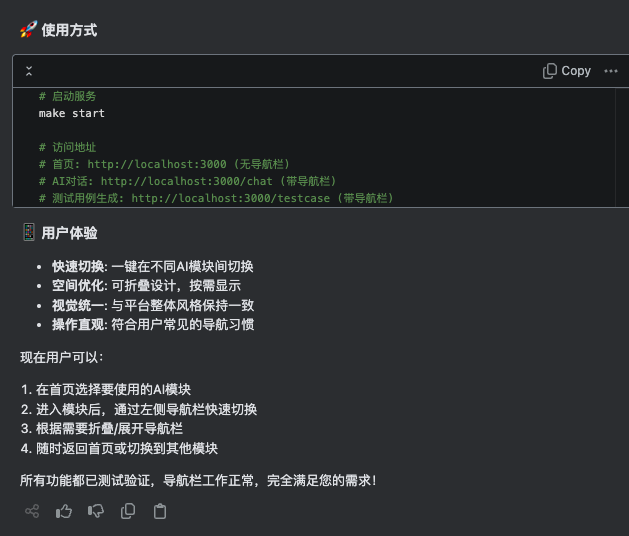 🚀 使用方式
Copy ...
# 启动服务
make start
# 访问地址
# 首页: http://localhost:3000 (无导航栏)
# AI对话: http://localhost:3000/chat (带导航栏)
# 测试用例生成: http://localhost:3000/testcase (带导航栏)
📱 用户体验
• 快速切换: 一键在不同AI模块间切换
• 空间优化: 可折叠设计，按需显示
• 视觉统一: 与平台整体风格保持一致
• 操作直观: 符合用户常见的导航习惯
现在用户可以：
1. 在首页选择要使用的AI模块
2. 进入模块后，通过左侧导航栏快速切换
3. 根据需要折叠/展开导航栏
4. 随时返回首页或切换到其他模块
所有功能都已测试验证，导航栏工作正常，完全满足您的需求！